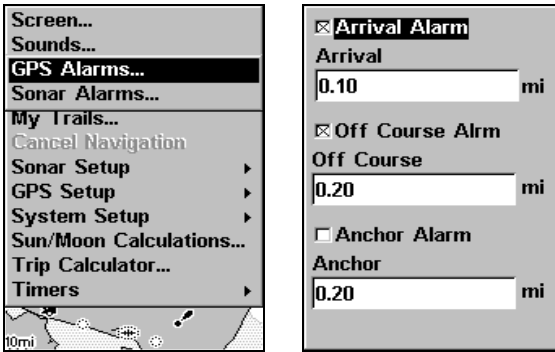 Screen...
Sounds...
GPS Alarms...
Sonar Alarms...
My Trails...
Cancel Navigation
Sonar Setup
GPS Setup
System Setup
Sun/Moon Calculations...
Trip Calculator...
Timers
10mi
Arrival Alarm
Arrival
0.10 mi
Off Course Alrm
Off Course
0.20 mi
Anchor Alarm
Anchor
0.20 mi